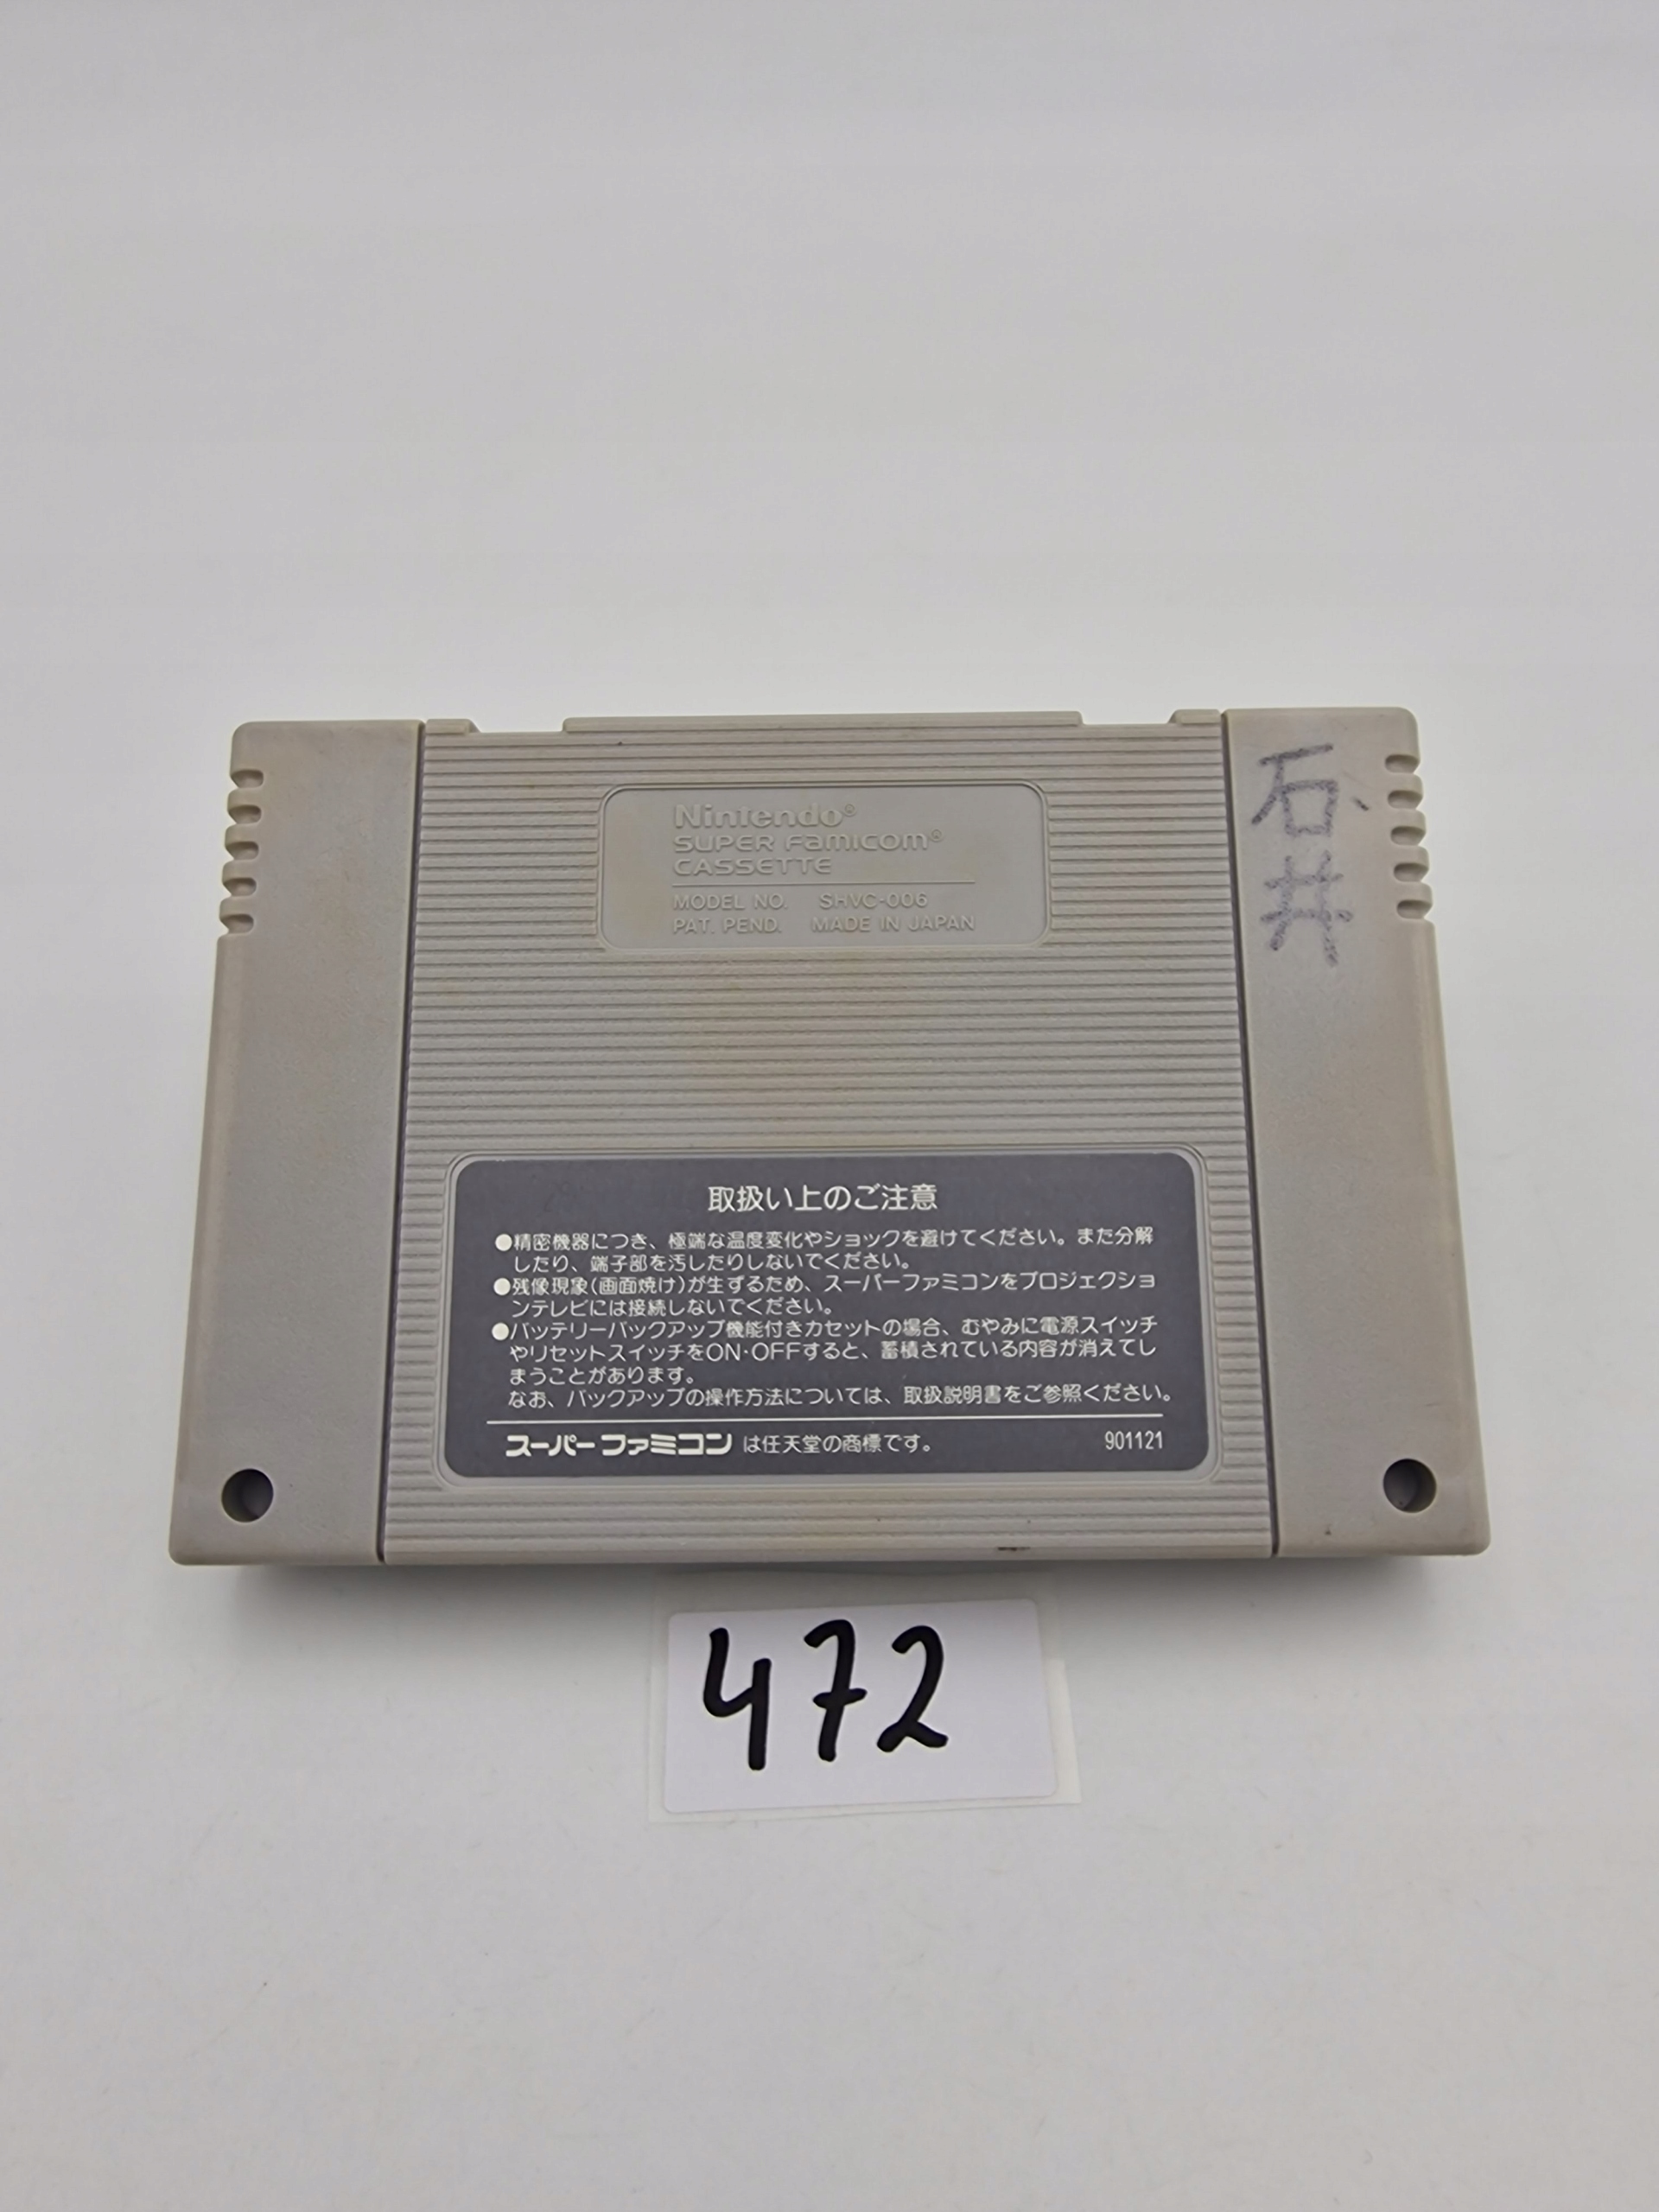 Nintendo®
SUPER FAMICOM®
CASSETTE
MODEL NO. SHVC-006
PAT. PEND. MADE IN JAPAN
石井
取扱い上のご注意
●精密機器につき、極端な温度変化やショックを避けてください。また分解
したり、端子部を汚したりしないでください。
●残像現象(画面焼け)が生ずるため、スーパーファミコンをプロジェクショ
ンテレビには接続しないでください。
●バッテリーバックアップ機能付きカセットの場合、むやみに電源スイッチ
やリセットスイッチをON・OFFすると、蓄積されている内容が消えてし
まうことがあります。
なお、バックアップの操作方法については、取扱説明書をご参照ください。
スーパーファミコンは任天堂の商標です。 901121
472